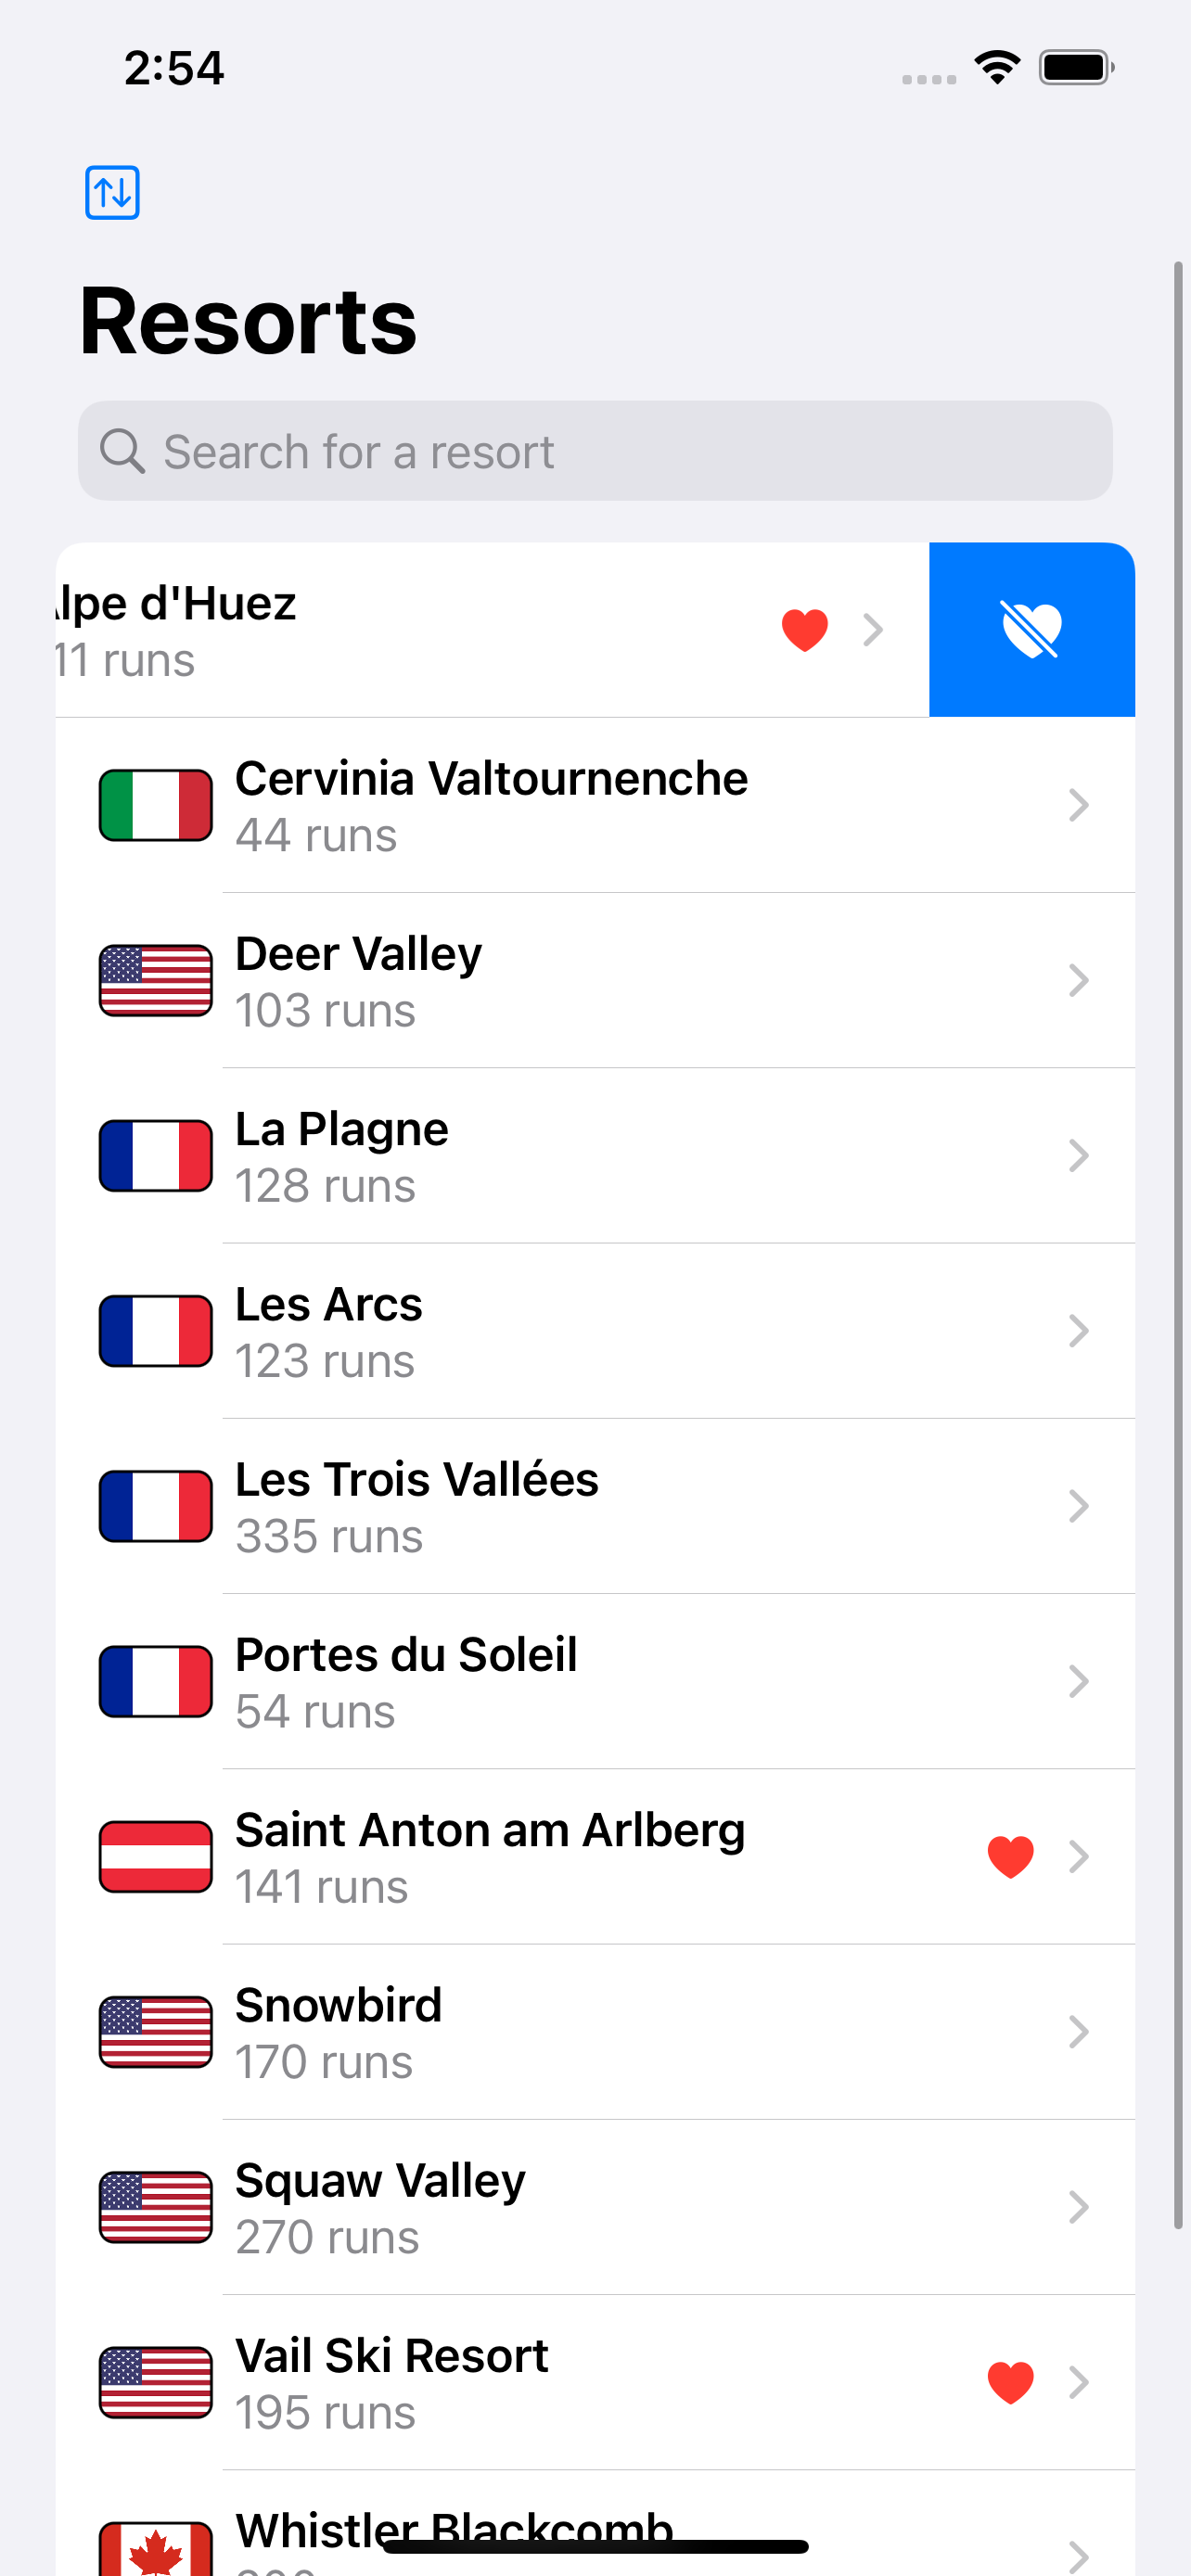 2:54
Resorts
Search for a resort
lpe d'Huez
11 runs
Cervinia Valtournenche
44 runs
Deer Valley
103 runs
La Plagne
128 runs
Les Arcs
123 runs
Les Trois Vallées
335 runs
Portes du Soleil
54 runs
Saint Anton am Arlberg
141 runs
Snowbird
170 runs
Squaw Valley
270 runs
Vail Ski Resort
195 runs
Whistler Blackcomb